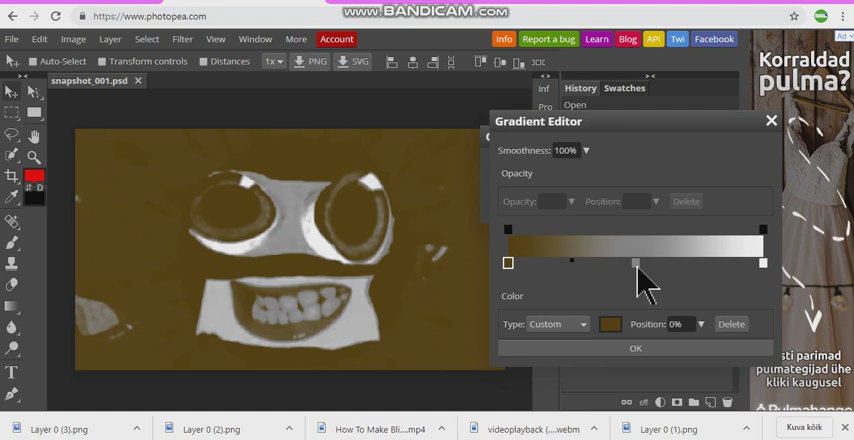 https://www.photopea.com
www.BANDICAM.com
File Edit Image Layer Select Filter View Window More Account
Info Report a bug Learn Blog API Twi Facebook
Ad
Auto-Select Transform controls Distances 1x PNG SVG
Korraldad
pulma?
snapshot_001.psd
Inf
Pro
History Swatches
Open
Gradient Editor
Smoothness: 100%
Opacity
Opacity: Position: Delete
Color
Type: Custom Position: 0% Delete
OK
D
T
eff
sti parimad
pulmategijad ühe
kliki kaugusel
Pulmahange
Layer 0 (3).png
Layer 0 (2).png
How To Make Bli....mp4
videoplayback (....webm
Layer 0 (1).png
Kuva kõik